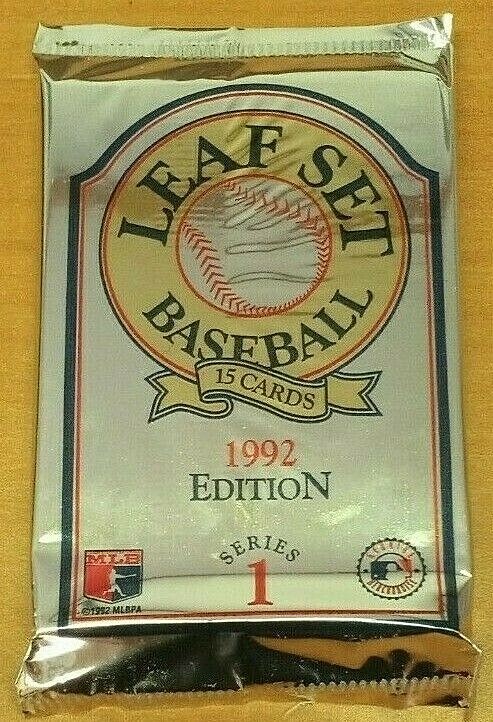 LEAF SET
BASEBALL
15 CARDS
1992
EDITION
SERIES
1
MLB
©1992 MLBPA